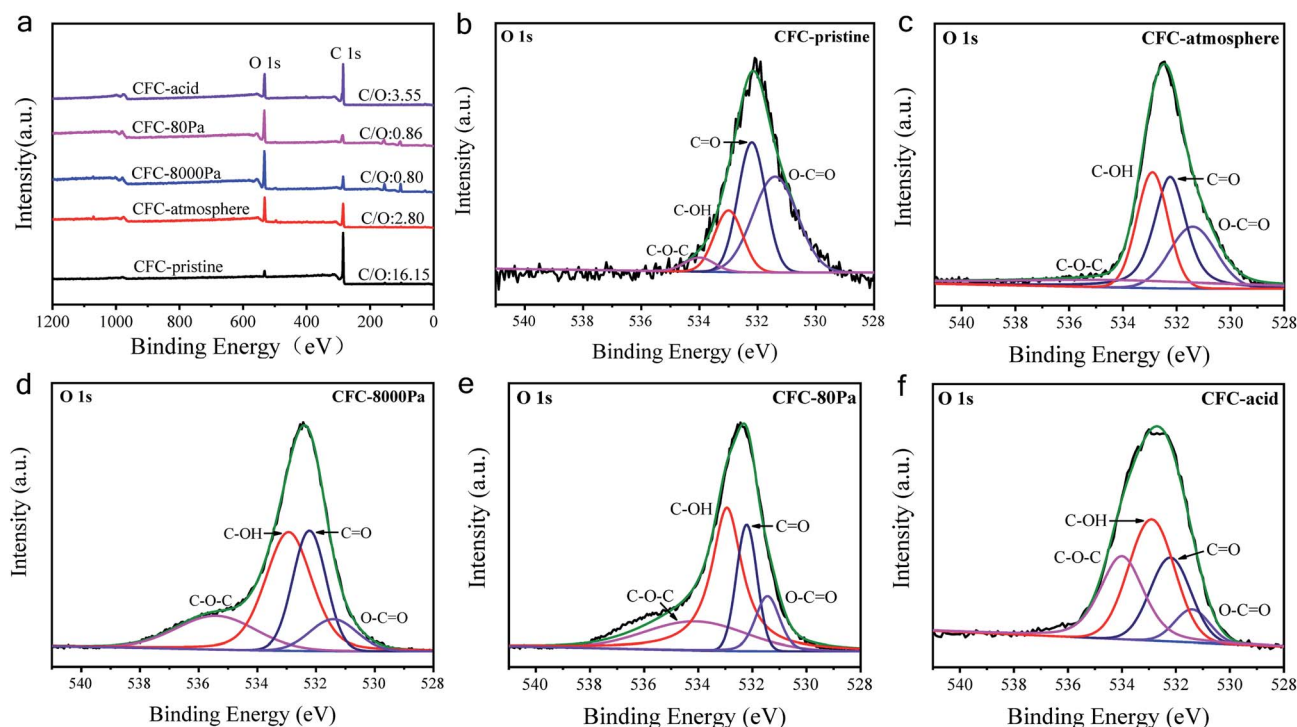 a
Intensity(a.u.)
O 1s
C 1s
CFC-acid
C/O:3.55
CFC-80Pa
C/O:0.86
CFC-8000Pa
C/O:0.80
CFC-atmosphere
C/O:2.80
CFC-pristine
C/O:16.15
1200 1000 800 600 400 200 0
Binding Energy (eV)
b
O 1s
CFC-pristine
Intensity (a.u.)
C=O
O-C=O
C-OH
C-O-C
540 538 536 534 532 530 528
Binding Energy (eV)
c
O 1s
CFC-atmosphere
Intensity (a.u.)
C-OH
C=O
O-C=O
C-O-C
540 538 536 534 532 530 528
Binding Energy (eV)
d
O 1s
CFC-8000Pa
Intensity (a.u.)
C-OH
C=O
C-O-C
O-C=O
540 538 536 534 532 530 528
Binding Energy (eV)
e
O 1s
CFC-80Pa
Intensity (a.u.)
C-OH
C=O
C-O-C
O-C=O
540 538 536 534 532 530 528
Binding Energy (eV)
f
O 1s
CFC-acid
Intensity (a.u.)
C-OH
C-O-C
C=O
O-C=O
540 538 536 534 532 530 528
Binding Energy (eV)